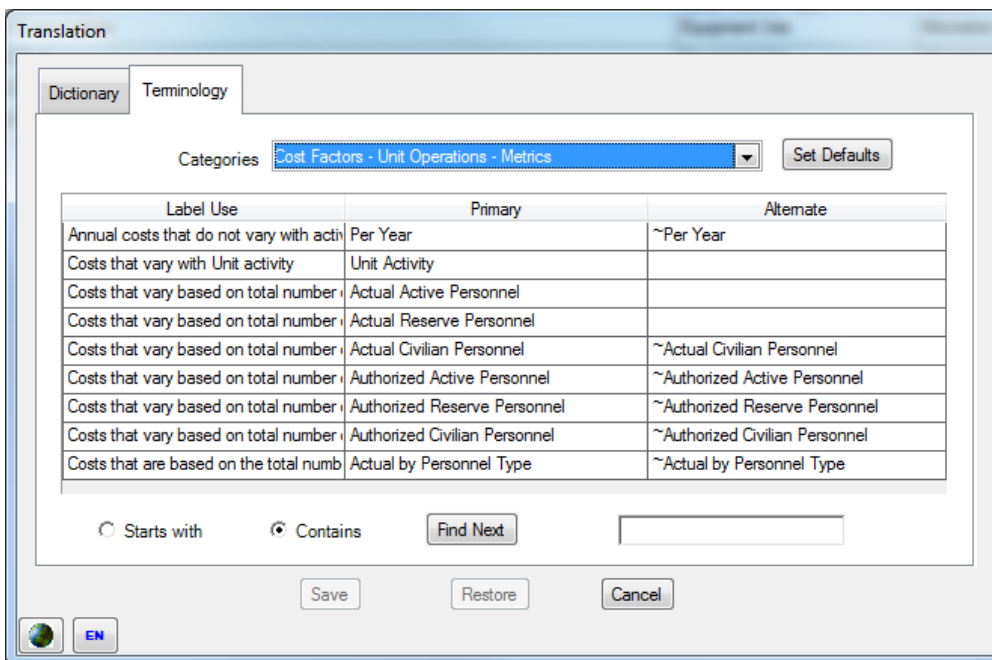 Translation
Dictionary Terminology
Categories Cost Factors - Unit Operations - Metrics Set Defaults
Label Use Primary Alternate
Annual costs that do not vary with activ Per Year ~Per Year
Costs that vary with Unit activity Unit Activity
Costs that vary based on total number Actual Active Personnel
Costs that vary based on total number Actual Reserve Personnel
Costs that vary based on total number Actual Civilian Personnel ~Actual Civilian Personnel
Costs that vary based on total number Authorized Active Personnel ~Authorized Active Personnel
Costs that vary based on total number Authorized Reserve Personnel ~Authorized Reserve Personnel
Costs that vary based on total number Authorized Civilian Personnel ~Authorized Civilian Personnel
Costs that are based on the total numb Actual by Personnel Type ~Actual by Personnel Type
Starts with Contains Find Next
Save Restore Cancel
EN